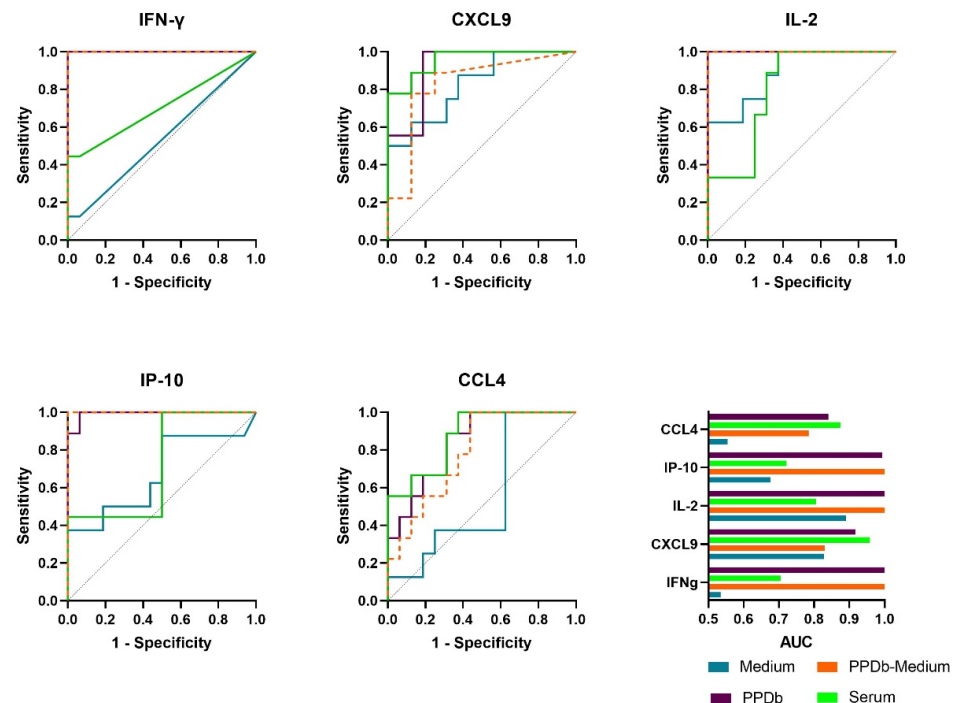 IFN-γ
CXCL9
IL-2
1.0
0.8
0.6
0.4
0.2
0.0
Sensitivity
0.0 0.2 0.4 0.6 0.8 1.0
1 - Specificity
1.0
0.8
0.6
0.4
0.2
0.0
Sensitivity
0.0 0.2 0.4 0.6 0.8 1.0
1 - Specificity
1.0
0.8
0.6
0.4
0.2
0.0
Sensitivity
0.0 0.2 0.4 0.6 0.8 1.0
1 - Specificity
IP-10
CCL4
1.0
0.8
0.6
0.4
0.2
0.0
Sensitivity
0.0 0.2 0.4 0.6 0.8 1.0
1 - Specificity
1.0
0.8
0.6
0.4
0.2
0.0
Sensitivity
0.0 0.2 0.4 0.6 0.8 1.0
1 - Specificity
CCL4
IP-10
IL-2
CXCL9
IFNg
0.5 0.6 0.7 0.8 0.9 1.0
AUC
Medium PPDb-Medium
PPDb Serum